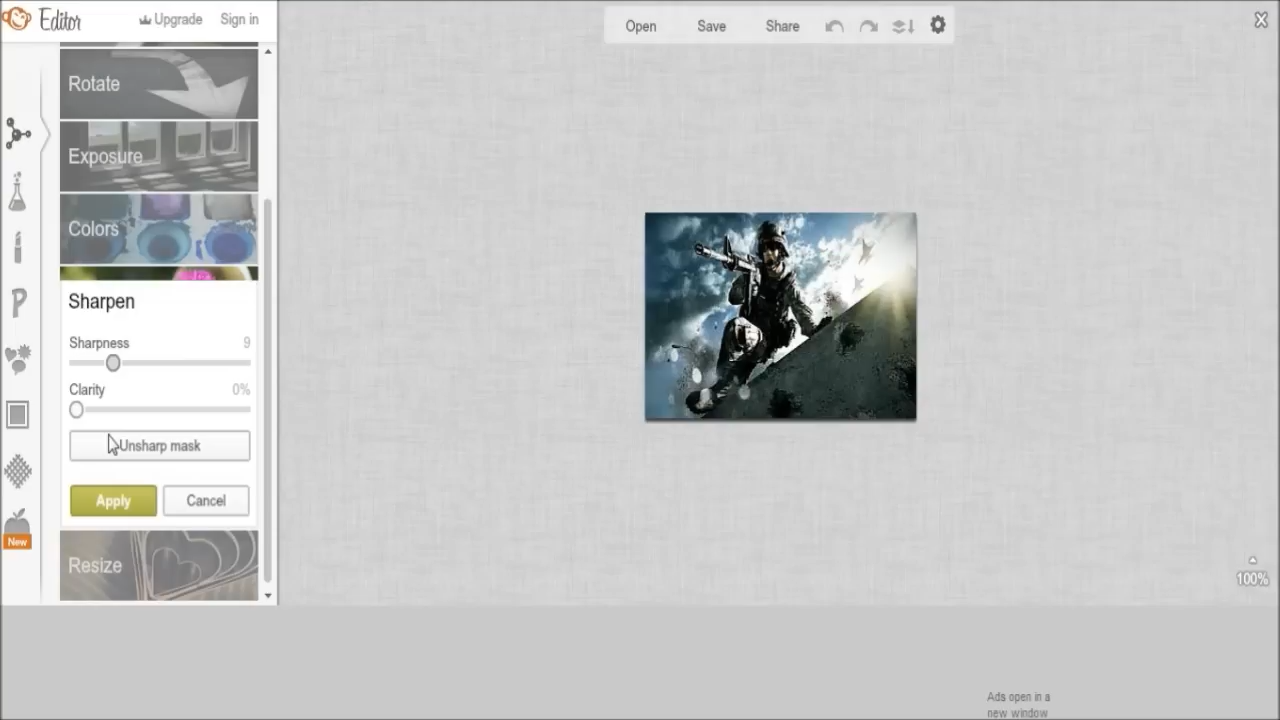 Editor
Upgrade
Sign in
Open
Save
Share
X
Rotate
Exposure
Colors
Sharpen
Sharpness 9
Clarity 0%
Unsharp mask
Apply
Cancel
New
Resize
100%
Ads open in a
new window